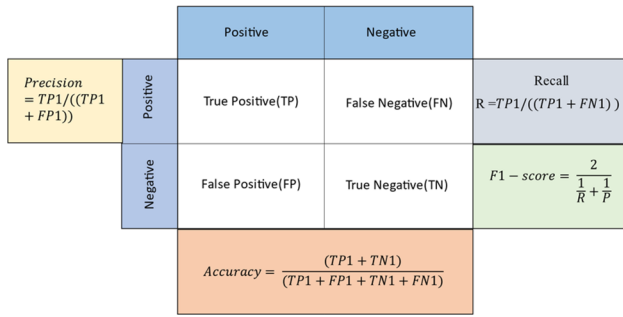 Positive Negative
Precision
= TP1/((TP1
+ FP1))
Positive
True Positive(TP) False Negative(FN)
Recall
R =TP1/((TP1 + FN1) )
Negative
False Positive(FP) True Negative(TN)
F1 − score = 2 / (1/R + 1/P)
Accuracy = (TP1 + TN1) / (TP1 + FP1 + TN1 + FN1)